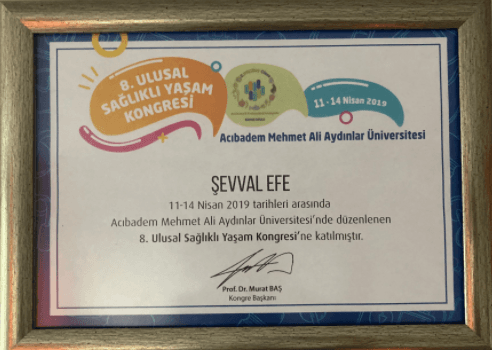 8. ULUSAL
SAĞLIKLI YAŞAM
KONGRESİ
11 - 14 Nisan 2019
Acıbadem Mehmet Ali Aydınlar Üniversitesi
ŞEVVAL EFE
11-14 Nisan 2019 tarihleri arasında
Acıbadem Mehmet Ali Aydınlar Üniversitesi’nde düzenlenen
8. Ulusal Sağlıklı Yaşam Kongresi’ne katılmıştır.
Prof. Dr. Murat BAŞ
Kongre Başkanı